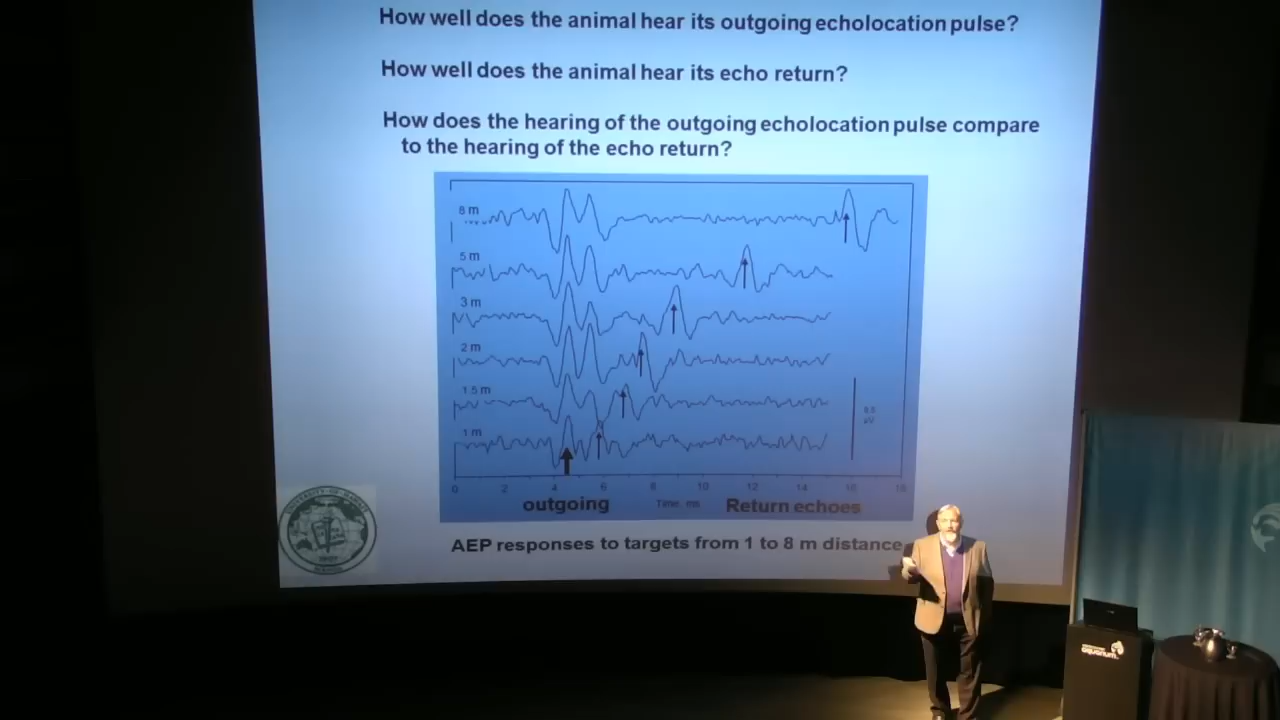 How well does the animal hear its outgoing echolocation pulse?
How well does the animal hear its echo return?
How does the hearing of the outgoing echolocation pulse compare
to the hearing of the echo return?
8 m
5 m
3 m
2 m
1.5 m
1 m
0 2 4 6 8 10 12 14 16 18
outgoing Time, ms Return echoes
AEP responses to targets from 1 to 8 m distance
aquarium